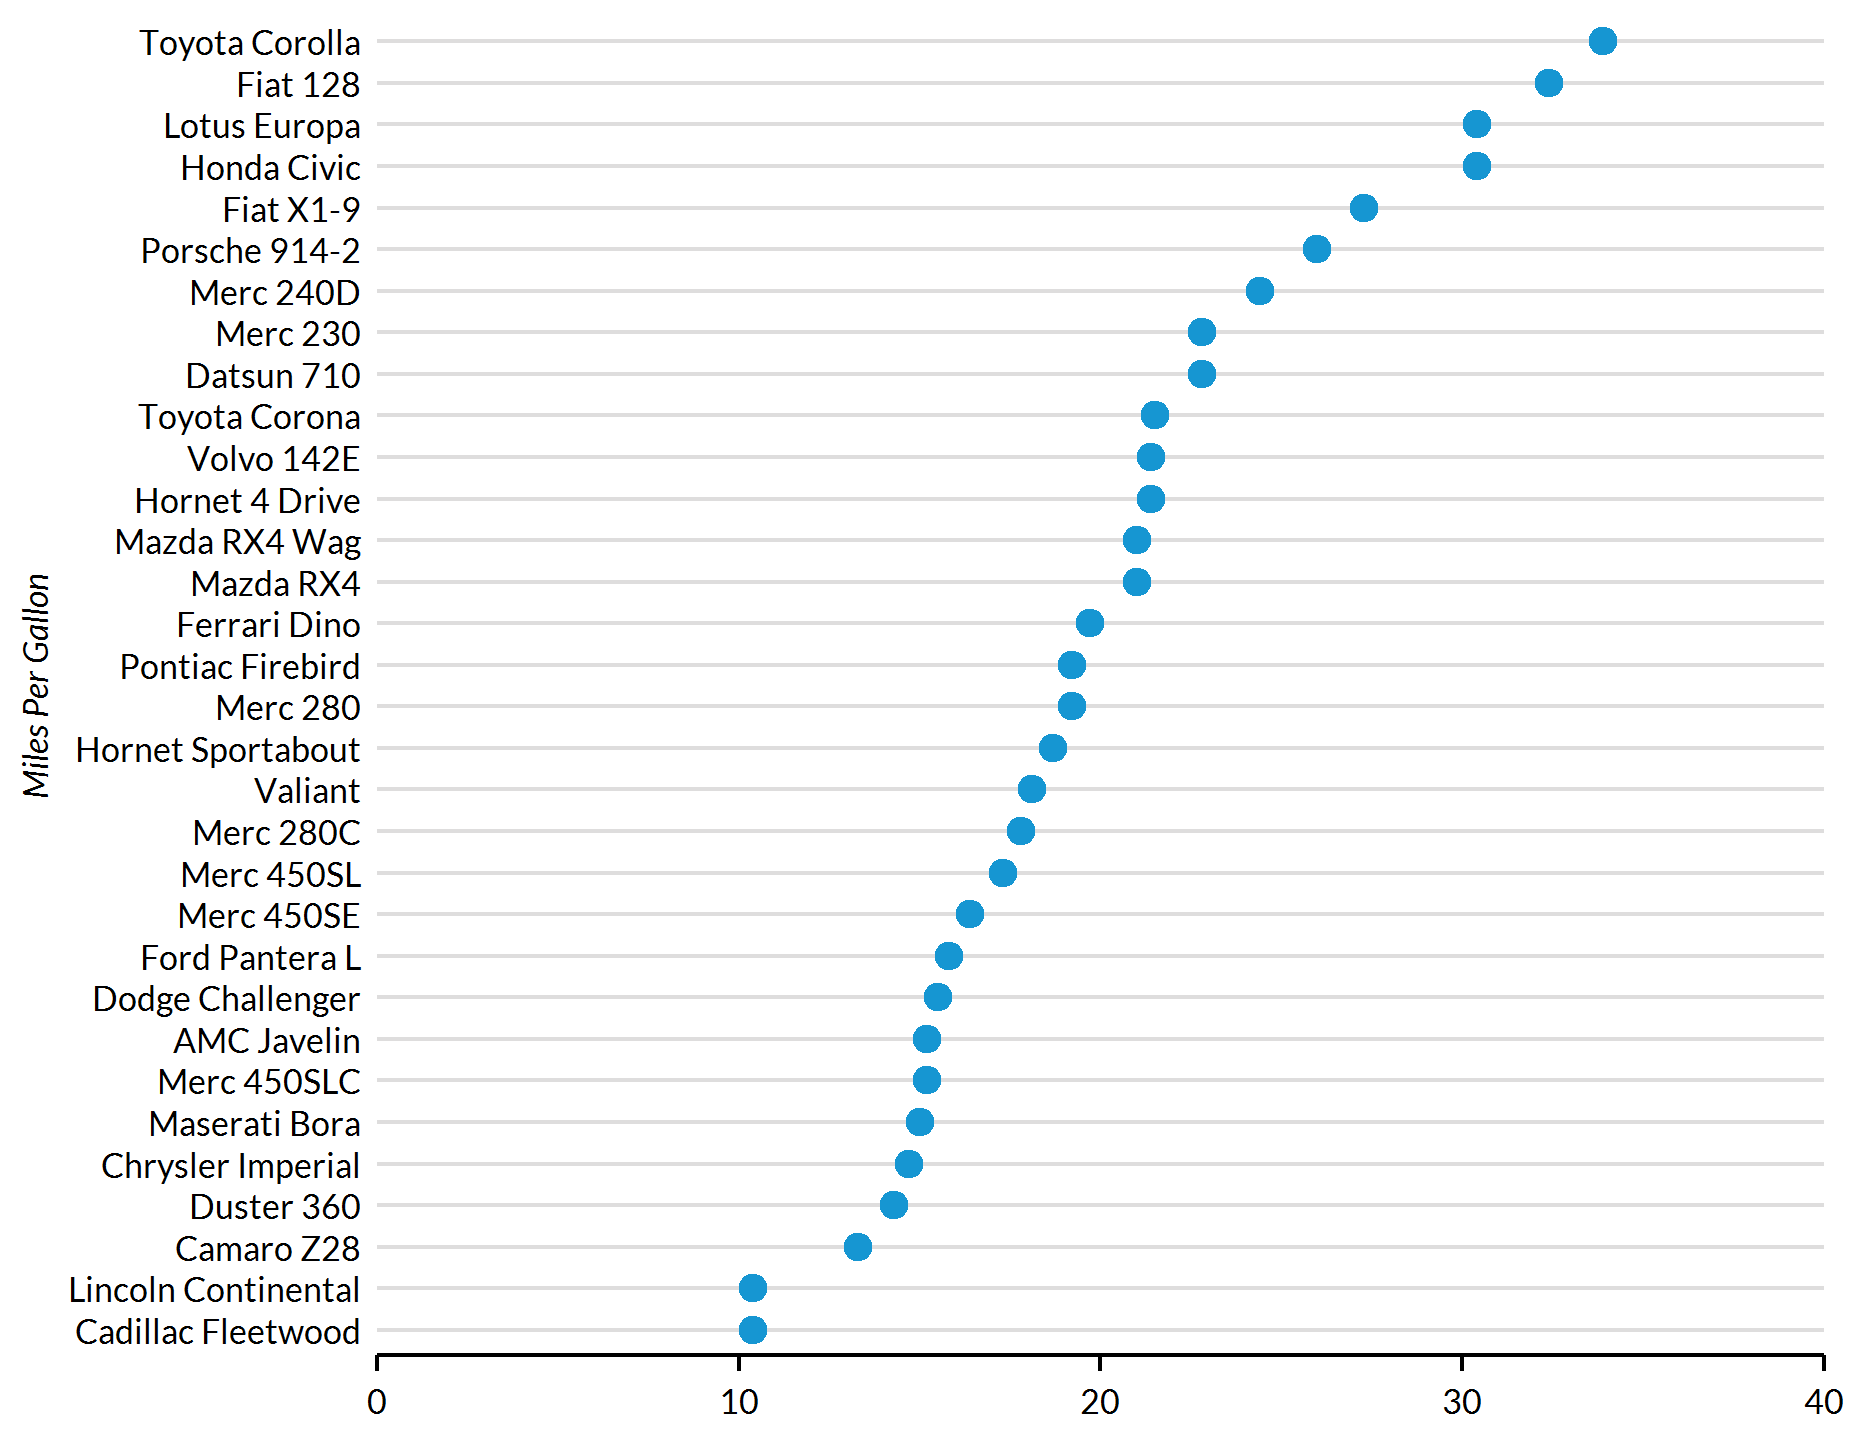 Toyota Corolla
Fiat 128
Lotus Europa
Honda Civic
Fiat X1-9
Porsche 914-2
Merc 240D
Merc 230
Datsun 710
Toyota Corona
Volvo 142E
Hornet 4 Drive
Mazda RX4 Wag
Mazda RX4
Ferrari Dino
Pontiac Firebird
Merc 280
Hornet Sportabout
Valiant
Merc 280C
Merc 450SL
Merc 450SE
Ford Pantera L
Dodge Challenger
AMC Javelin
Merc 450SLC
Maserati Bora
Chrysler Imperial
Duster 360
Camaro Z28
Lincoln Continental
Cadillac Fleetwood
Miles Per Gallon
0 10 20 30 40